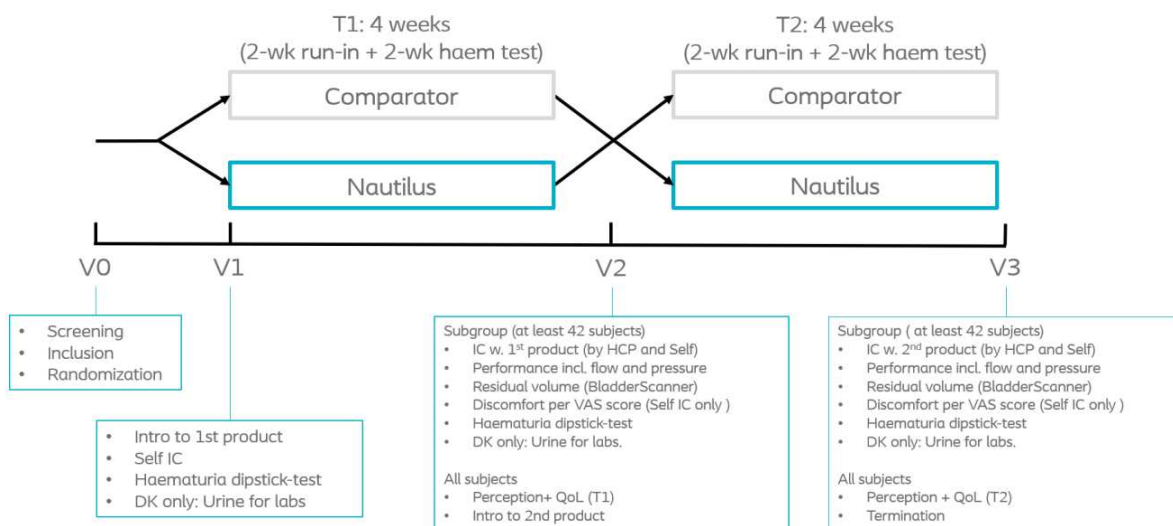 T1: 4 weeks
(2-wk run-in + 2-wk haem test)
T2: 4 weeks
(2-wk run-in + 2-wk haem test)
Comparator
Comparator
Nautilus
Nautilus
V0
V1
V2
V3
• Screening
• Inclusion
• Randomization
• Intro to 1st product
• Self IC
• Haematuria dipstick-test
• DK only: Urine for labs
Subgroup (at least 42 subjects)
• IC w. 1st product (by HCP and Self)
• Performance incl. flow and pressure
• Residual volume (BladderScanner)
• Discomfort per VAS score (Self IC only )
• Haematuria dipstick-test
• DK only: Urine for labs.
All subjects
• Perception+ QoL (T1)
• Intro to 2nd product
Subgroup ( at least 42 subjects)
• IC w. 2nd product (by HCP and Self)
• Performance incl. flow and pressure
• Residual volume (BladderScanner)
• Discomfort per VAS score (Self IC only )
• Haematuria dipstick-test
• DK only: Urine for labs.
All subjects
• Perception + QoL (T2)
• Termination